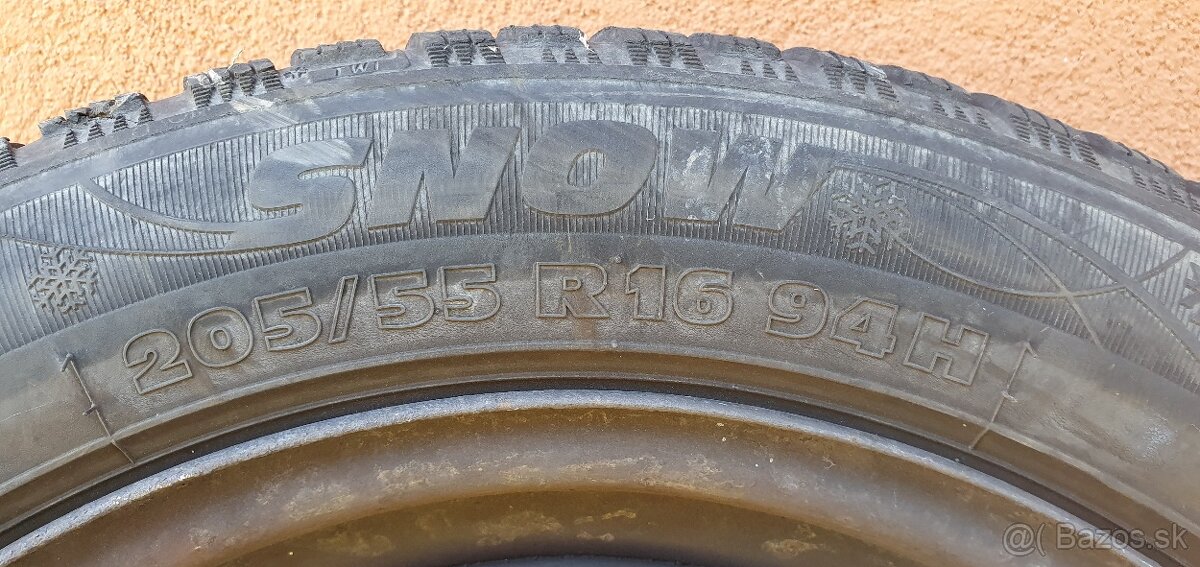 TWI
SNOW
205/55 R16 94H
@( Bazos.sk